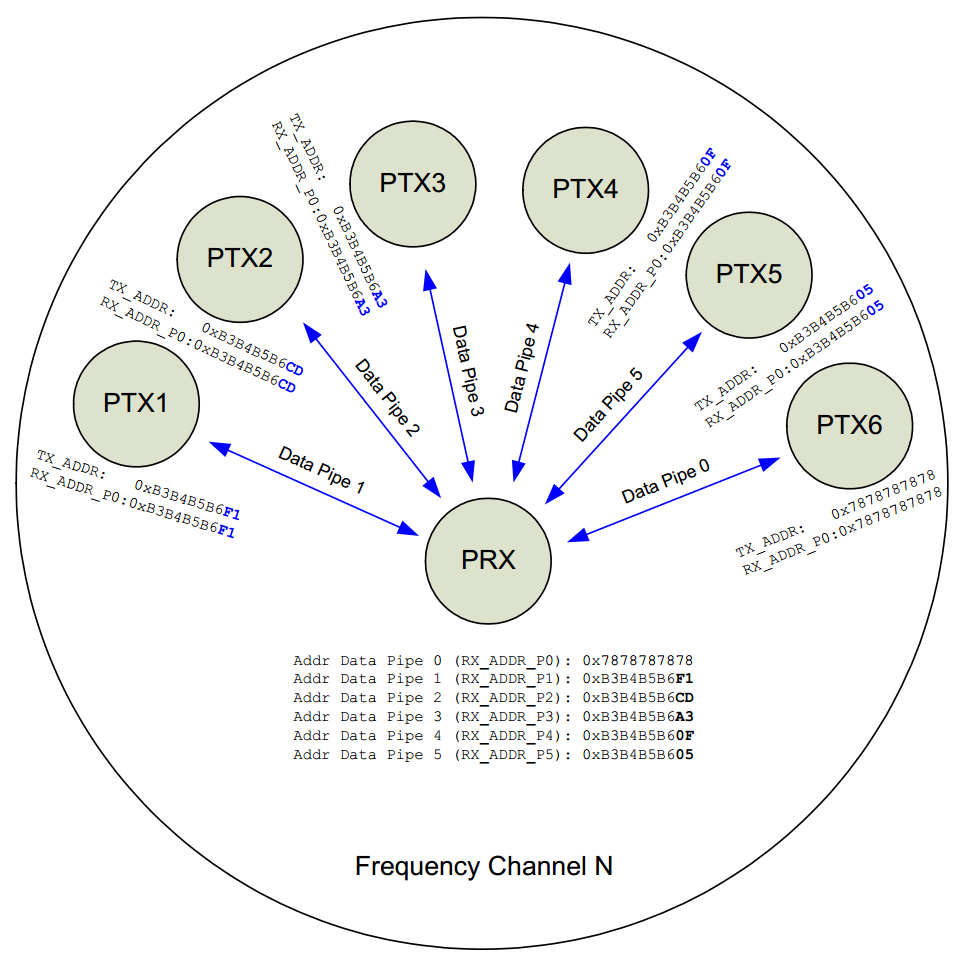 PTX3
PTX4
TX_ADDR:   0xB3B4B5B6A3
RX_ADDR_P0:0xB3B4B5B6A3
TX_ADDR:   0xB3B4B5B60F
RX_ADDR_P0:0xB3B4B5B60F
PTX2
PTX5
TX_ADDR:   0xB3B4B5B6CD
RX_ADDR_P0:0xB3B4B5B6CD
TX_ADDR:   0xB3B4B5B605
RX_ADDR_P0:0xB3B4B5B605
PTX1
PTX6
TX_ADDR:   0xB3B4B5B6F1
RX_ADDR_P0:0xB3B4B5B6F1
TX_ADDR:   0x7878787878
RX_ADDR_P0:0x7878787878
Data Pipe 1
Data Pipe 2
Data Pipe 3
Data Pipe 4
Data Pipe 5
Data Pipe 0
PRX
Addr Data Pipe 0 (RX_ADDR_P0): 0x7878787878
Addr Data Pipe 1 (RX_ADDR_P1): 0xB3B4B5B6F1
Addr Data Pipe 2 (RX_ADDR_P2): 0xB3B4B5B6CD
Addr Data Pipe 3 (RX_ADDR_P3): 0xB3B4B5B6A3
Addr Data Pipe 4 (RX_ADDR_P4): 0xB3B4B5B60F
Addr Data Pipe 5 (RX_ADDR_P5): 0xB3B4B5B605
Frequency Channel N